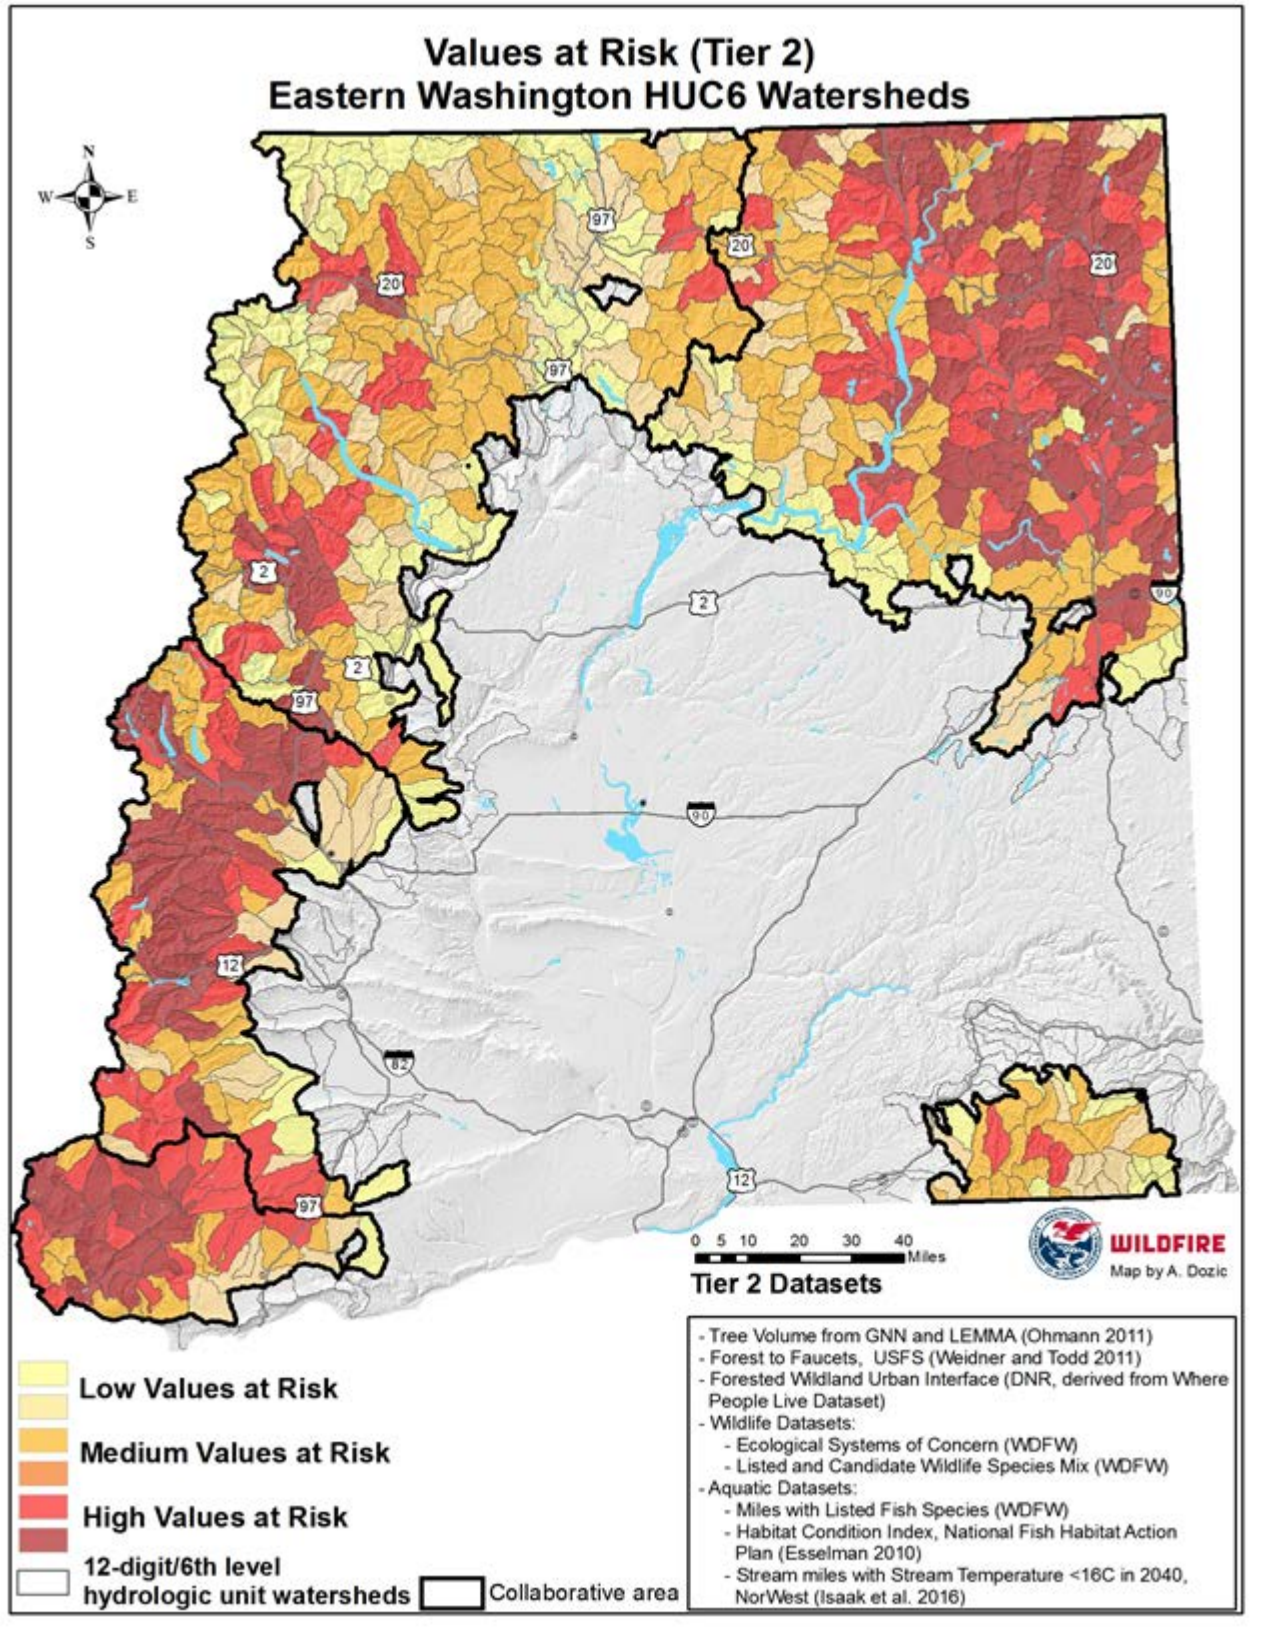 Values at Risk (Tier 2)
Eastern Washington HUC6 Watersheds
N
W E
S
97
20
20
20
97
2
2
90
2
97
90
12
82
97
12
0 5 10 20 30 40
Miles
WILDFIRE
Map by A. Dozic
Tier 2 Datasets
- Tree Volume from GNN and LEMMA (Ohmann 2011)
- Forest to Faucets, USFS (Weidner and Todd 2011)
- Forested Wildland Urban Interface (DNR, derived from Where
People Live Dataset)
- Wildlife Datasets:
- Ecological Systems of Concern (WDFW)
- Listed and Candidate Wildlife Species Mix (WDFW)
- Aquatic Datasets:
- Miles with Listed Fish Species (WDFW)
- Habitat Condition Index, National Fish Habitat Action
Plan (Esselman 2010)
- Stream miles with Stream Temperature <16C in 2040,
NorWest (Isaak et al. 2016)
Low Values at Risk
Medium Values at Risk
High Values at Risk
12-digit/6th level
hydrologic unit watersheds
Collaborative area